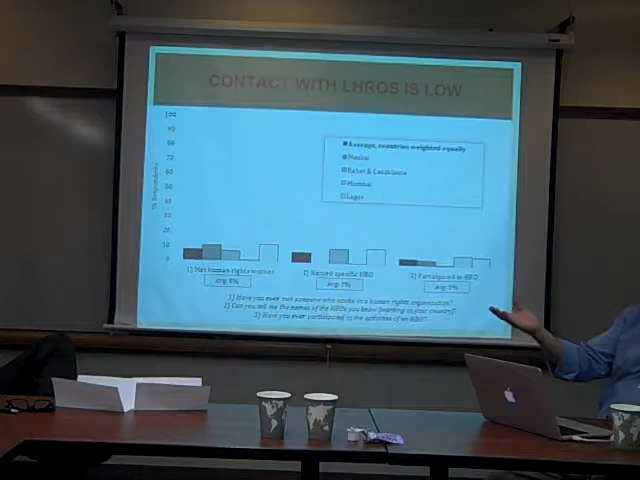 CONTACT WITH LHROS IS LOW
100
90
80
70
60
50
40
30
20
10
0
% Respondents
Average, countries weighted equally
Mexico
Rabat & Casablanca
Mumbai
Lagos
1) Met human rights worker
Avg: 8%
2) Named specific HRO
Avg: 7%
3) Participated in HRO
Avg: 5%
1) Have you ever met someone who works in a human rights organization?
2) Can you tell me the names of the HROs you know [working in your country]?
3) Have you ever participated in the activities of an HRO?